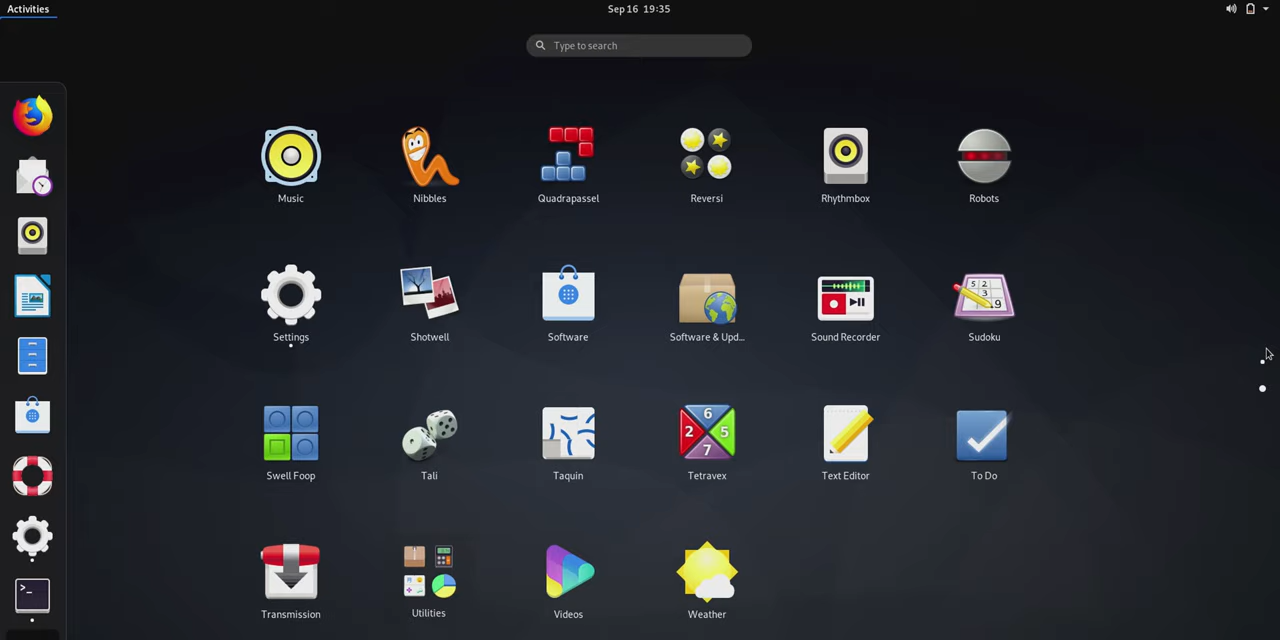 Activities
Sep 16 19:35
Type to search
Music
Nibbles
Quadrapassel
Reversi
Rhythmbox
Robots
Settings
Shotwell
Software
Software & Upd...
Sound Recorder
Sudoku
Swell Foop
Tali
Taquin
Tetravex
Text Editor
To Do
Transmission
Utilities
Videos
Weather